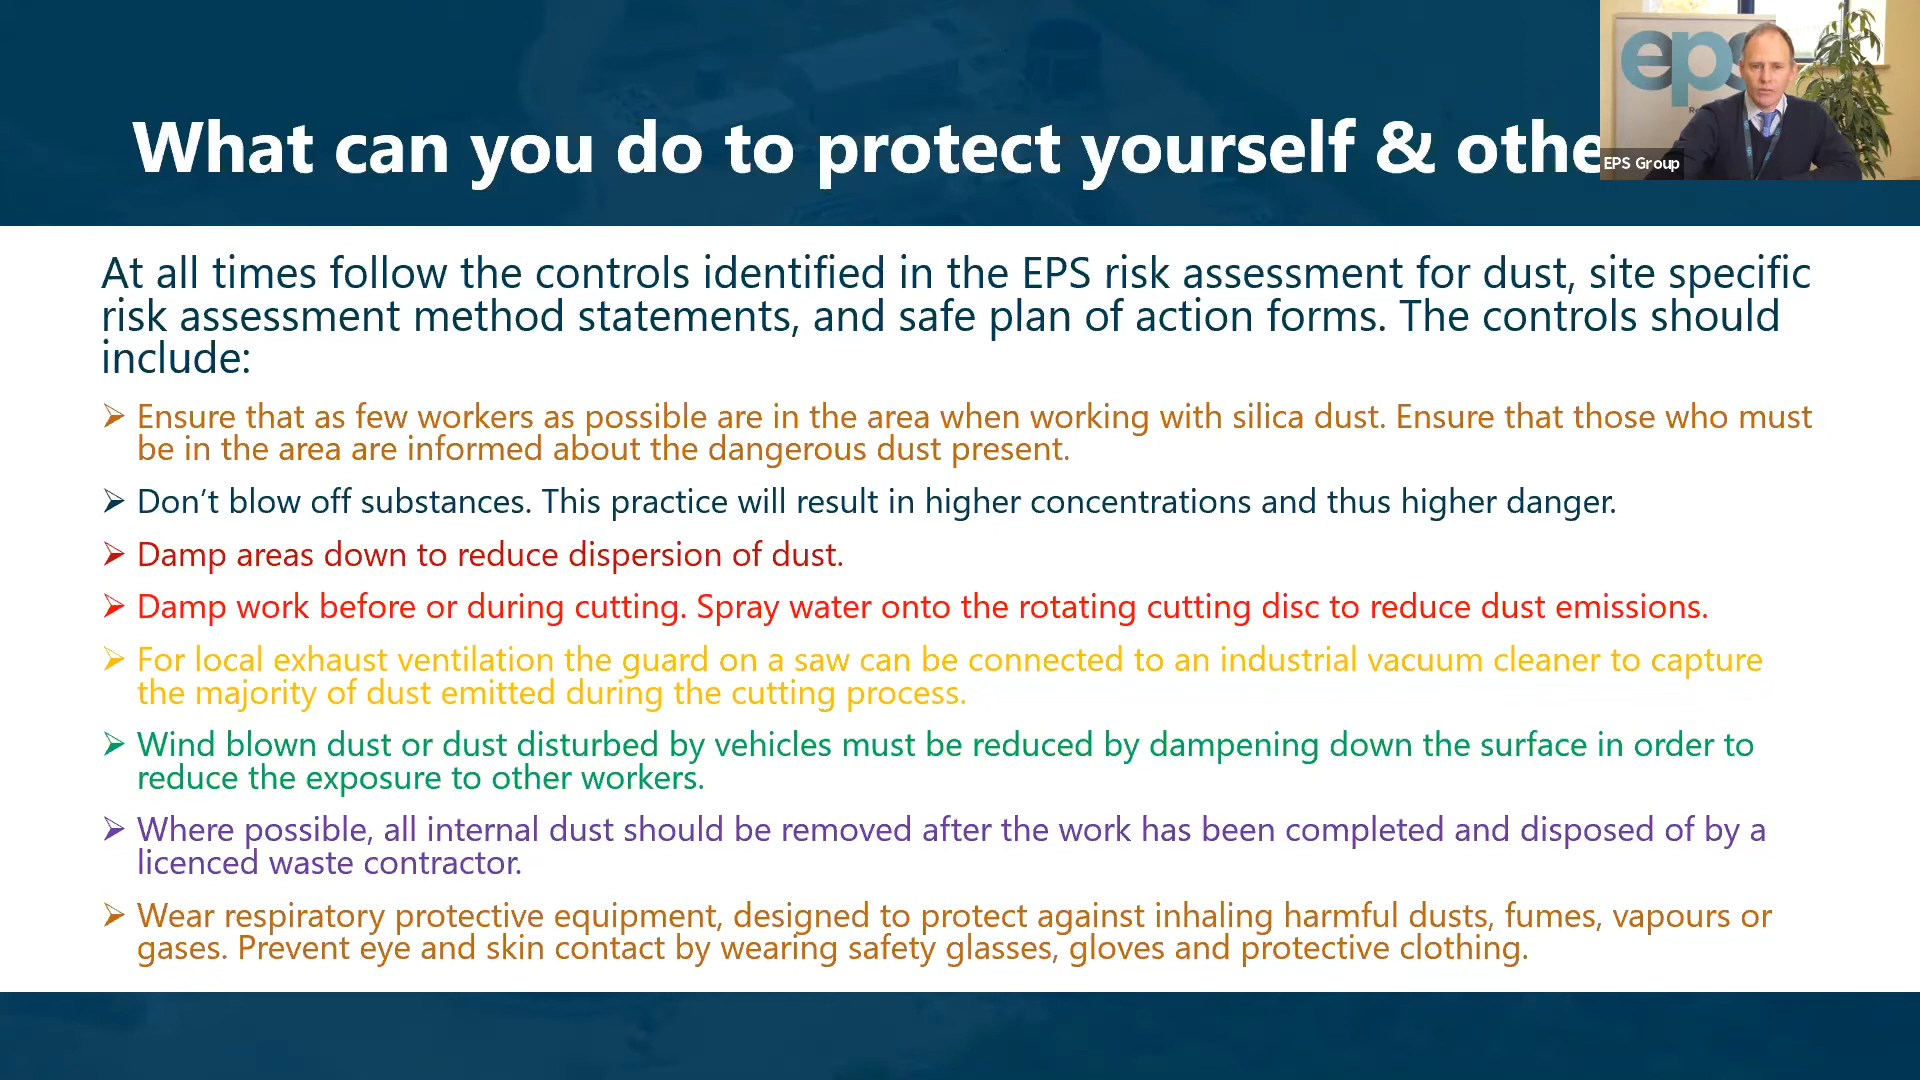 What can you do to protect yourself & othe
eps
EPS Group
At all times follow the controls identified in the EPS risk assessment for dust, site specific
risk assessment method statements, and safe plan of action forms. The controls should
include:
➢ Ensure that as few workers as possible are in the area when working with silica dust. Ensure that those who must
be in the area are informed about the dangerous dust present.
➢ Don’t blow off substances. This practice will result in higher concentrations and thus higher danger.
➢ Damp areas down to reduce dispersion of dust.
➢ Damp work before or during cutting. Spray water onto the rotating cutting disc to reduce dust emissions.
➢ For local exhaust ventilation the guard on a saw can be connected to an industrial vacuum cleaner to capture
the majority of dust emitted during the cutting process.
➢ Wind blown dust or dust disturbed by vehicles must be reduced by dampening down the surface in order to
reduce the exposure to other workers.
➢ Where possible, all internal dust should be removed after the work has been completed and disposed of by a
licenced waste contractor.
➢ Wear respiratory protective equipment, designed to protect against inhaling harmful dusts, fumes, vapours or
gases. Prevent eye and skin contact by wearing safety glasses, gloves and protective clothing.